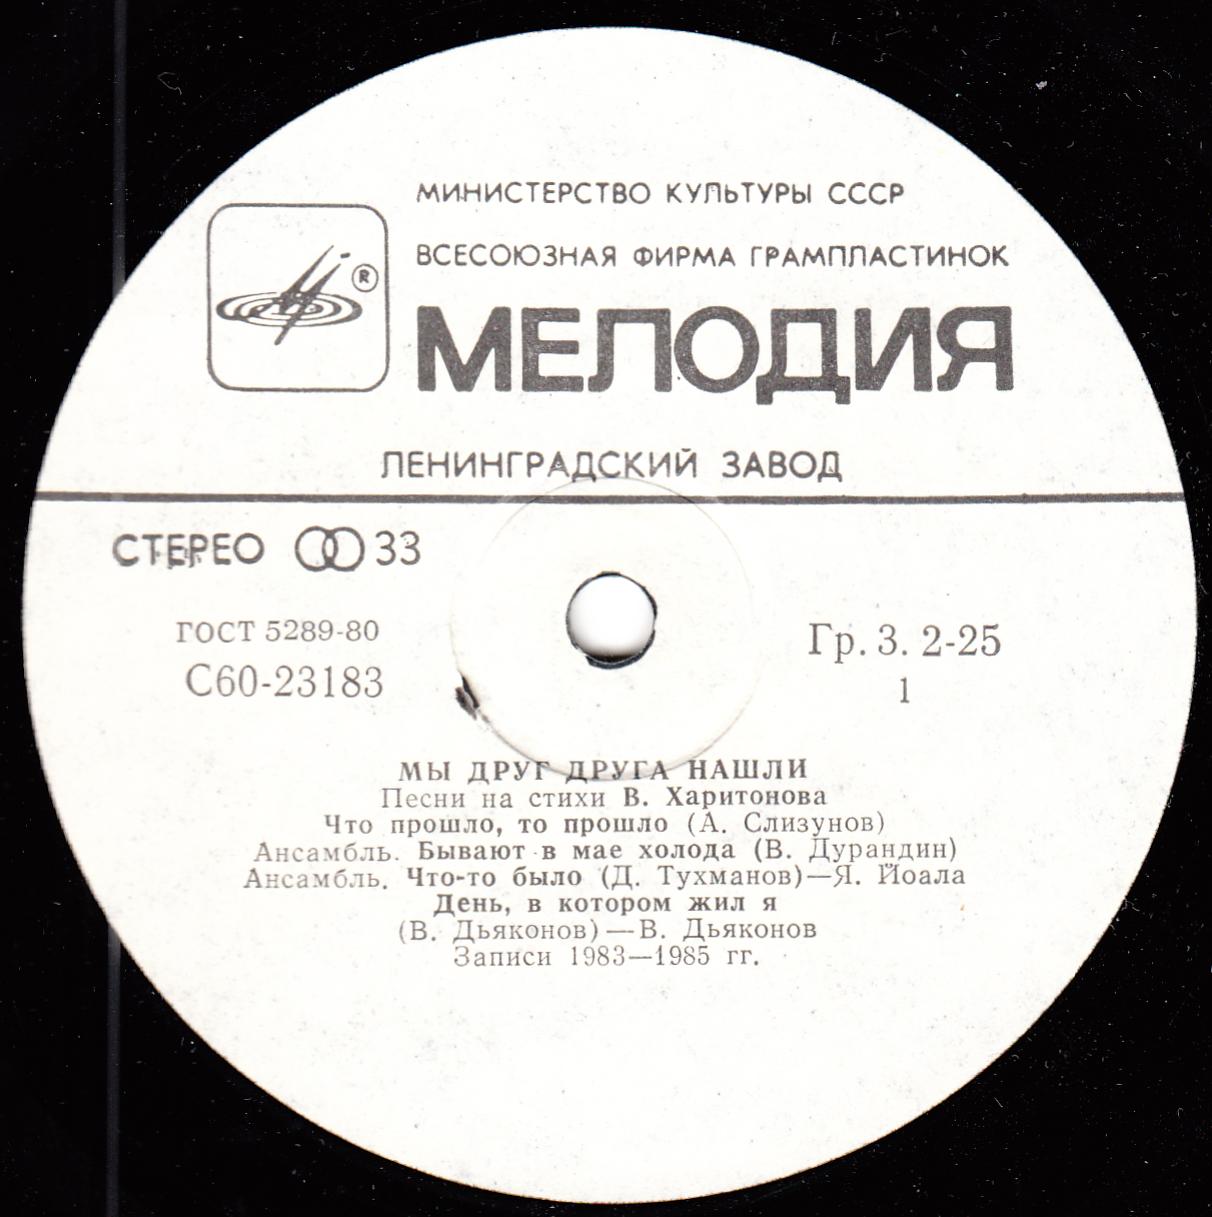 МИНИСТЕРСТВО КУЛЬТУРЫ СССР
ВСЕСОЮЗНАЯ ФИРМА ГРАМПЛАСТИНОК
®
МЕЛОДИЯ
ЛЕНИНГРАДСКИЙ ЗАВОД
СТЕРЕО 33
ГОСТ 5289-80
С60-23183
Гр. 3. 2-25
1
МЫ ДРУГ ДРУГА НАШЛИ
Песни на стихи В. Харитонова
Что прошло, то прошло (А. Слизунов)
Ансамбль. Бывают в мае холода (В. Дурандин)
Ансамбль. Что-то было (Д. Тухманов)—Я. Йоала
День, в котором жил я
(В. Дьяконов)—В. Дьяконов
Записи 1983—1985 гг.